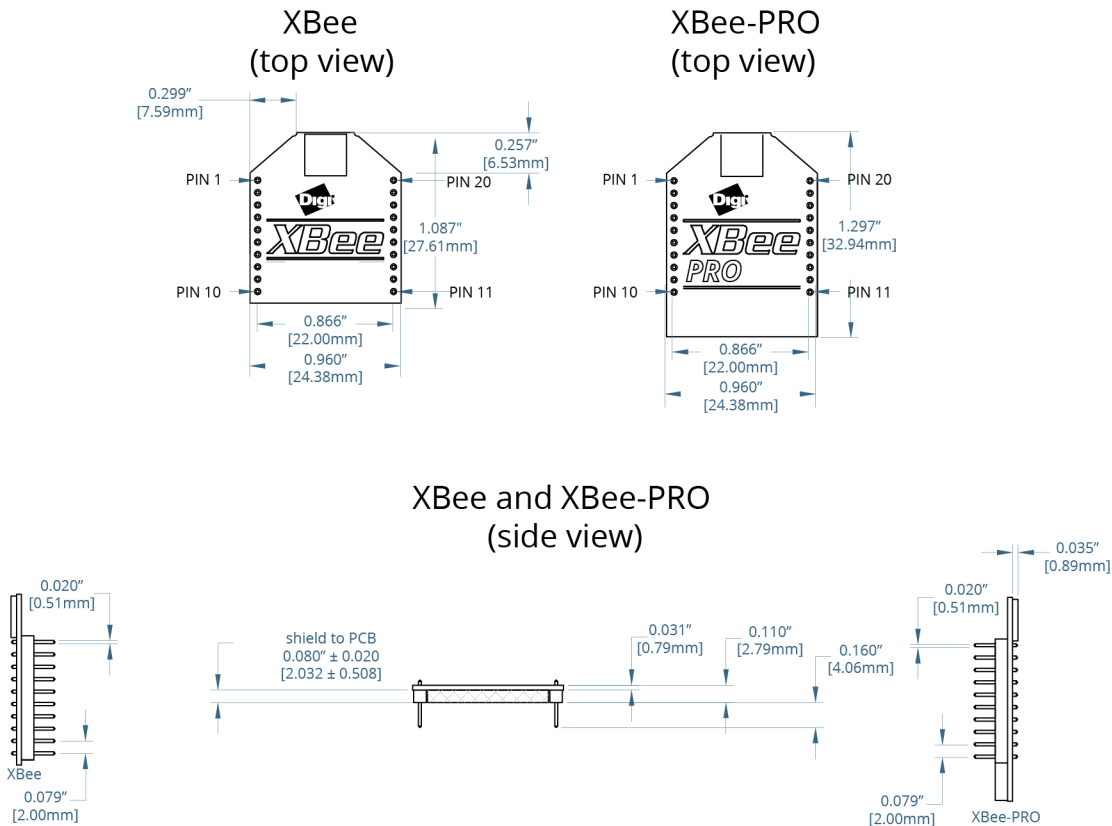 XBee
(top view)
XBee-PRO
(top view)
0.299”
[7.59mm]
0.257”
[6.53mm]
PIN 1
PIN 20
Digi
XBee
1.087"
[27.61mm]
PIN 10
PIN 11
0.866”
[22.00mm]
0.960”
[24.38mm]
PIN 1
PIN 20
Digi
XBee
PRO
1.297”
[32.94mm]
PIN 10
PIN 11
0.866”
[22.00mm]
0.960”
[24.38mm]
XBee and XBee-PRO
(side view)
0.020”
[0.51mm]
XBee
0.079”
[2.00mm]
shield to PCB
0.080” ± 0.020
[2.032 ± 0.508]
0.031”
[0.79mm]
0.110”
[2.79mm]
0.160”
[4.06mm]
0.035”
[0.89mm]
0.020”
[0.51mm]
0.079”
[2.00mm]
XBee-PRO